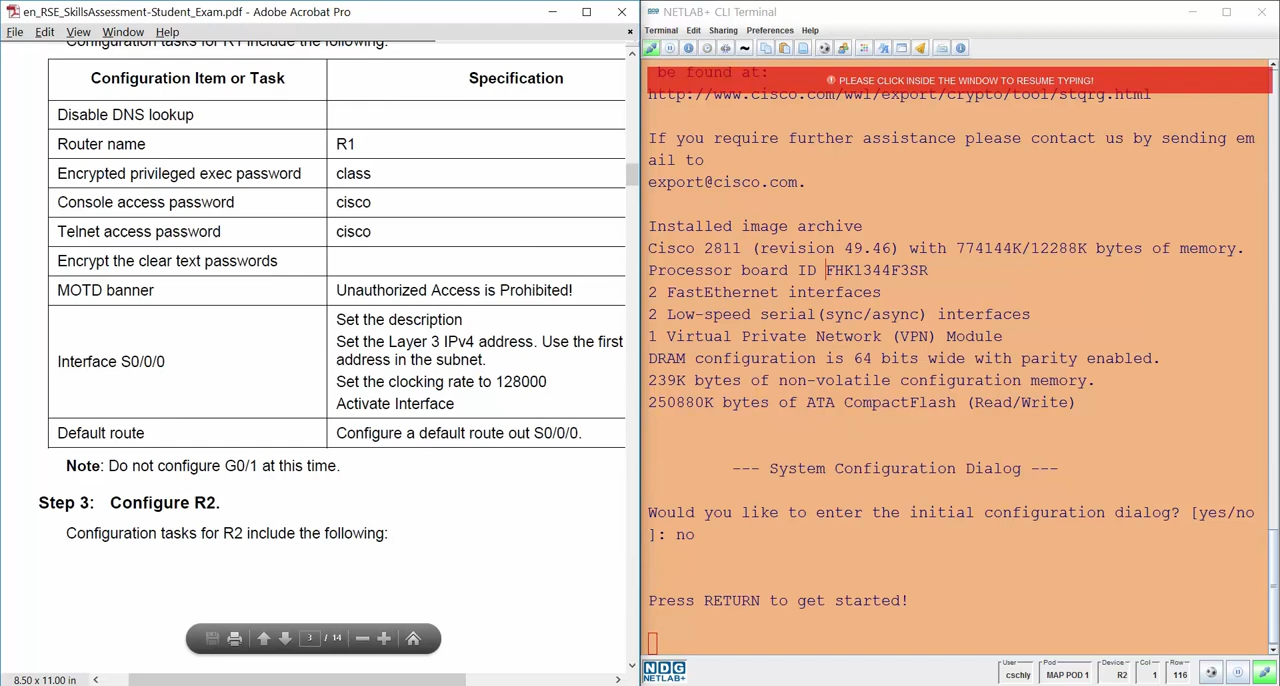 en_RSE_SkillsAssessment-Student_Exam.pdf - Adobe Acrobat Pro
File Edit View Window Help
Configuration tasks for R1 include the following:
Configuration Item or Task Specification
Disable DNS lookup
Router name R1
Encrypted privileged exec password class
Console access password cisco
Telnet access password cisco
Encrypt the clear text passwords
MOTD banner Unauthorized Access is Prohibited!
Interface S0/0/0
Set the description
Set the Layer 3 IPv4 address. Use the first
address in the subnet.
Set the clocking rate to 128000
Activate Interface
Default route Configure a default route out S0/0/0.
Note: Do not configure G0/1 at this time.
Step 3: Configure R2.
Configuration tasks for R2 include the following:
3 / 14
8.50 x 11.00 in
NETLAB+ CLI Terminal
Terminal Edit Sharing Preferences Help
be found at:
PLEASE CLICK INSIDE THE WINDOW TO RESUME TYPING!
http://www.cisco.com/wwl/export/crypto/tool/stqrg.html
If you require further assistance please contact us by sending em
ail to
export@cisco.com.
Installed image archive
Cisco 2811 (revision 49.46) with 774144K/12288K bytes of memory.
Processor board ID FHK1344F3SR
2 FastEthernet interfaces
2 Low-speed serial(sync/async) interfaces
1 Virtual Private Network (VPN) Module
DRAM configuration is 64 bits wide with parity enabled.
239K bytes of non-volatile configuration memory.
250880K bytes of ATA CompactFlash (Read/Write)
--- System Configuration Dialog ---
Would you like to enter the initial configuration dialog? [yes/no
]: no
Press RETURN to get started!
NDG
NETLAB+
User Pod Device Col Row
cschly MAP POD 1 R2 1 116